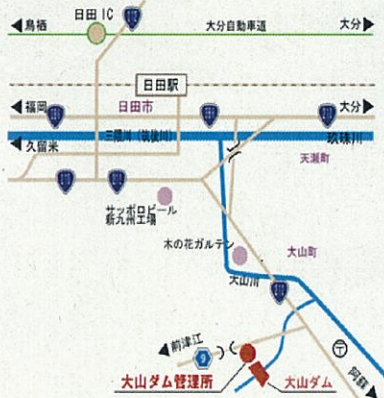 鳥栖
日田 IC
大分自動車道
大分
日田駅
福岡
日田市
大分
三隈川(筑後川)
玖珠川
久留米
天瀬町
サッポロビール
新九州工場
木の花ガルテン
大山町
大山川
前津江
9
大山ダム管理所
大山ダム
阿蘇